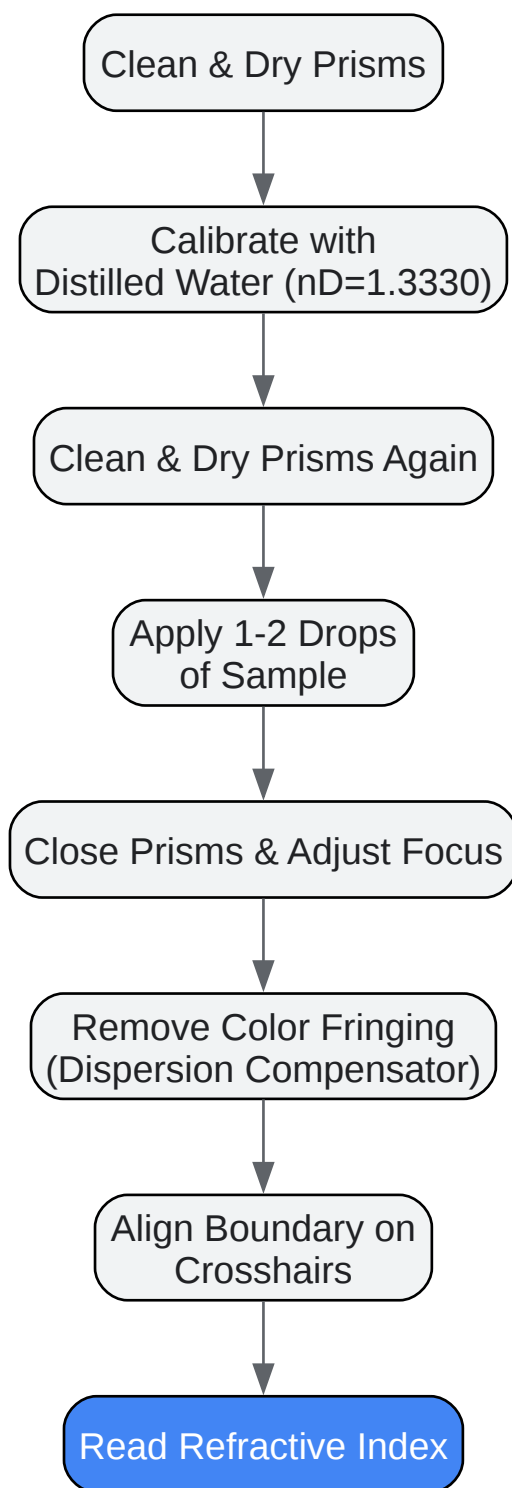 Clean & Dry Prisms
Calibrate with
Distilled Water (nD=1.3330)
Clean & Dry Prisms Again
Apply 1-2 Drops
of Sample
Close Prisms & Adjust Focus
Remove Color Fringing
(Dispersion Compensator)
Align Boundary on
Crosshairs
Read Refractive Index